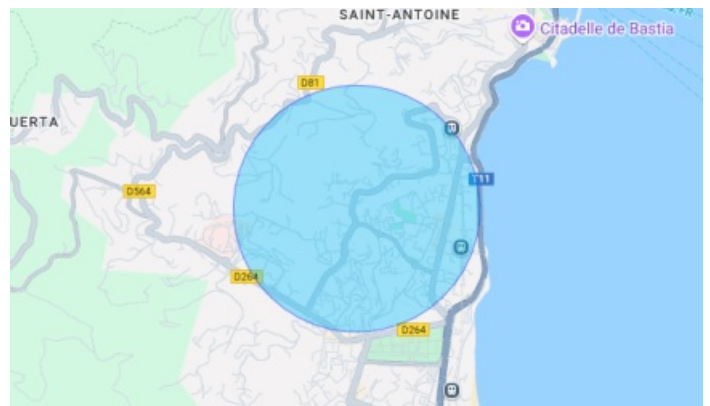 SAINT-ANTOINE
Citadelle de Bastia
D81
UERTA
D564
T11
D264
D264